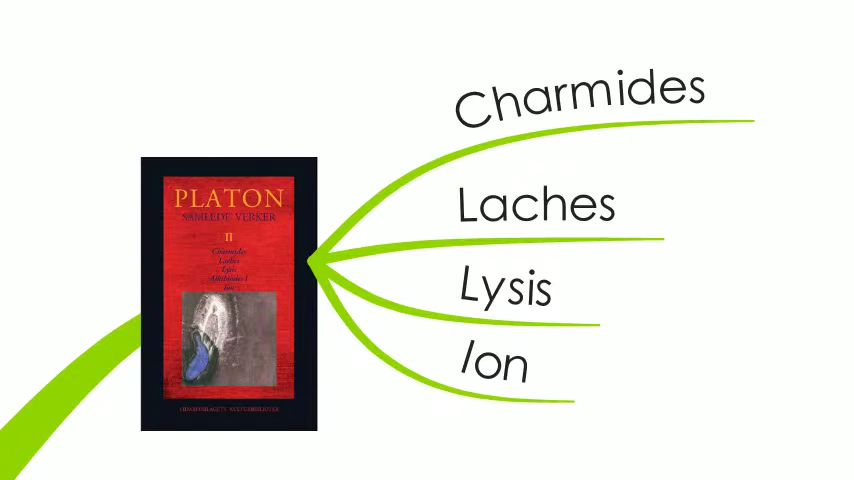 PLATON
SAMLEDE VERKER
II
Charmides
Laches
Lysis
Alkibiades I
Ion
Charmides
Laches
Lysis
Ion